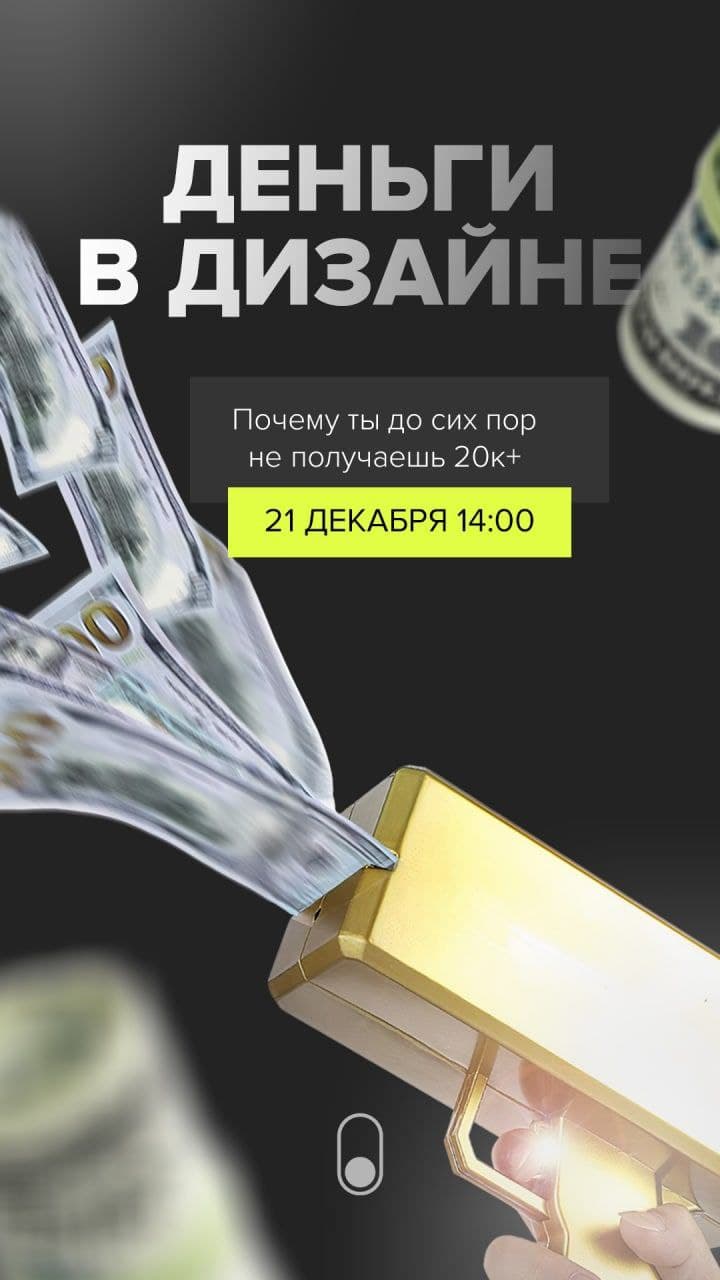 ДЕНЬГИ
В ДИЗАЙНЕ
Почему ты до сих пор
не получаешь 20к+
21 ДЕКАБРЯ 14:00